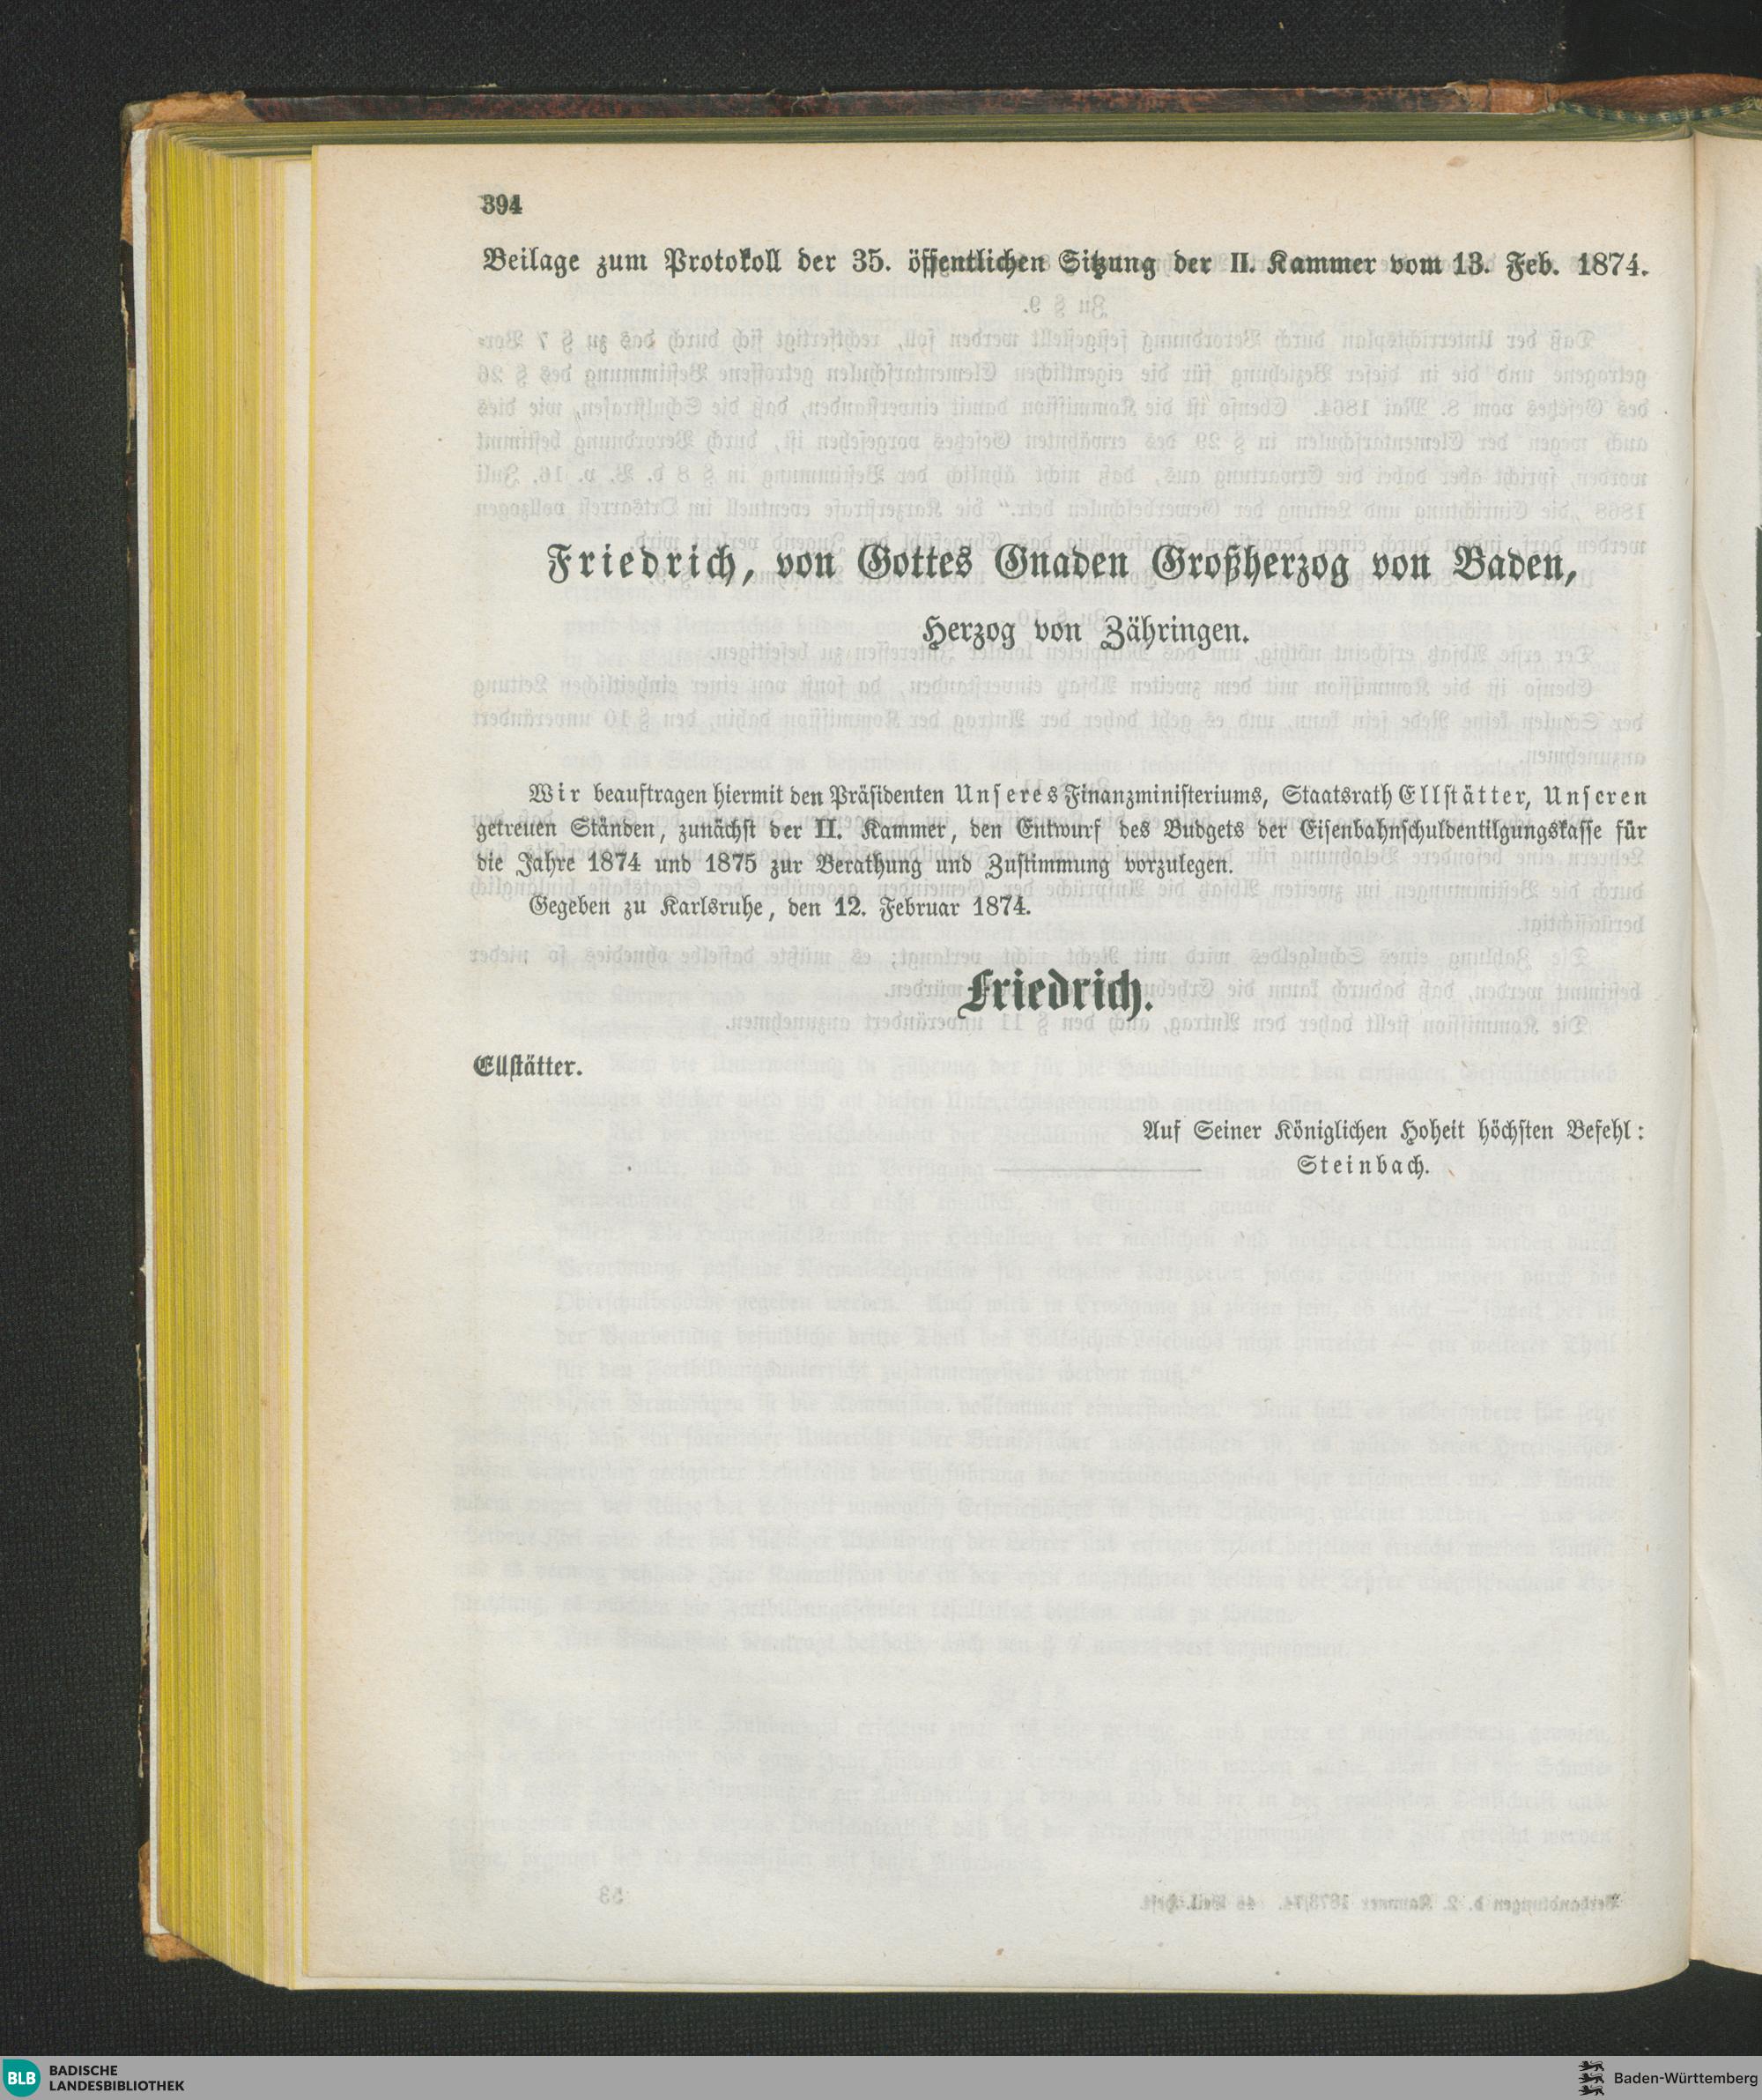 394
Beilage zum Protokoll der 35. öffentlichen Sitzung der II. Kammer vom 13. Feb. 1874.
Friedrich, von Gottes Gnaden Großherzog von Baden,
Herzog von Zähringen.
Wir beauftragen hiermit den Präsidenten Unseres Finanzministeriums, Staatsrath Ellstätter, Unseren
getreuen Ständen, zunächst der II. Kammer, den Entwurf des Budgets der Eisenbahnschuldentilgungskasse für
die Jahre 1874 und 1875 zur Berathung und Zustimmung vorzulegen.
Gegeben zu Karlsruhe, den 12. Februar 1874.
Friedrich.
Ellstätter.
Auf Seiner Königlichen Hoheit höchsten Befehl:
Steinbach.
BLB BADISCHE
LANDESBIBLIOTHEK
Baden-Württemberg